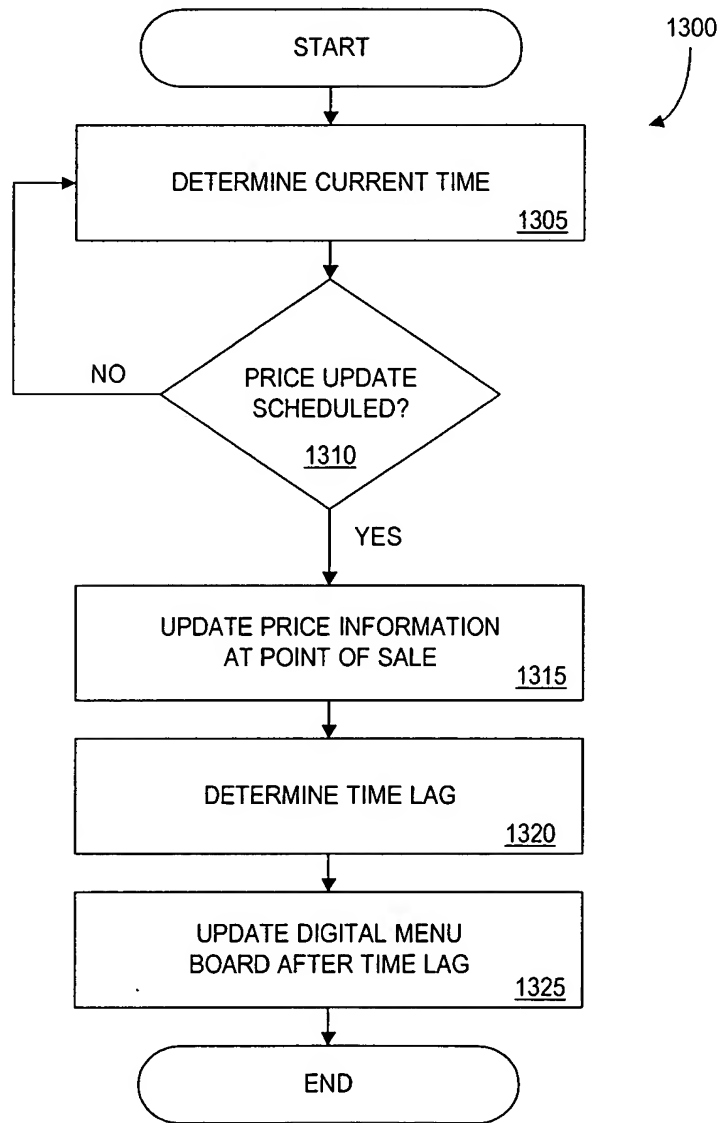 START
1300
DETERMINE CURRENT TIME
1305
NO
PRICE UPDATE
SCHEDULED?
1310
YES
UPDATE PRICE INFORMATION
AT POINT OF SALE
1315
DETERMINE TIME LAG
1320
UPDATE DIGITAL MENU
BOARD AFTER TIME LAG
1325
END